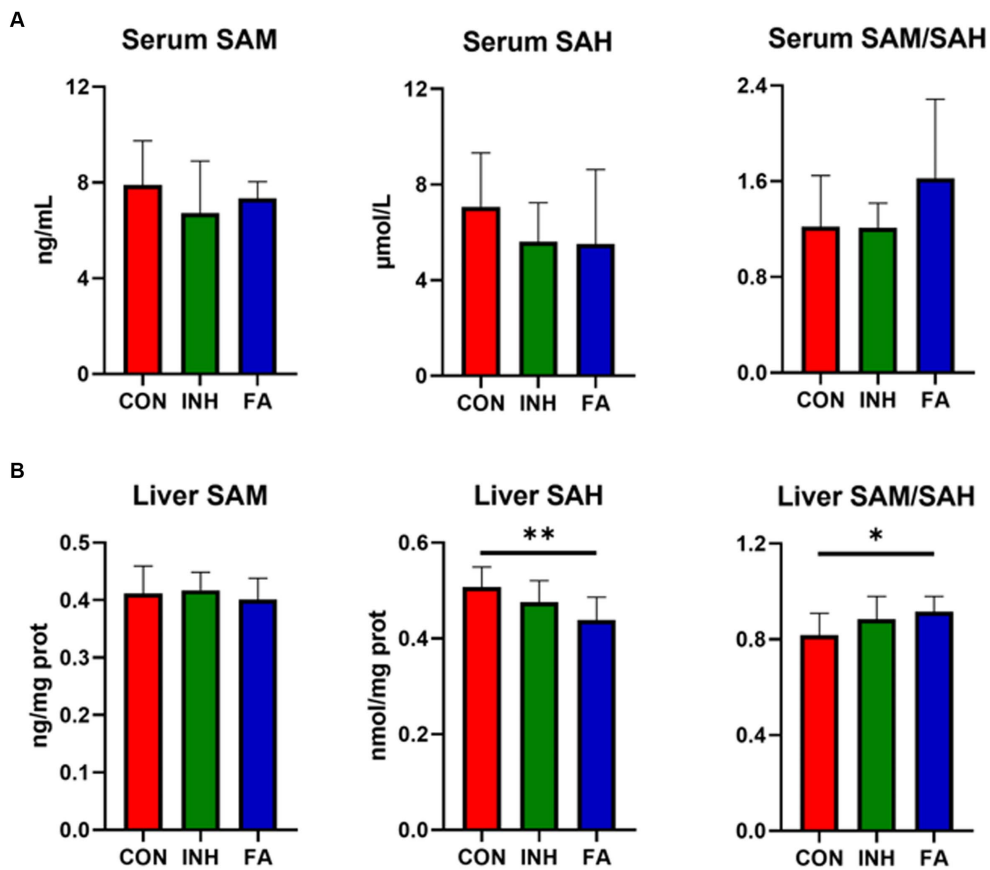 A
Serum SAM
Serum SAH
Serum SAM/SAH
ng/mL
12
8
4
0
CON INH FA
µmol/L
12
8
4
0
CON INH FA
2.4
1.6
0.8
0.0
CON INH FA
B
Liver SAM
Liver SAH
Liver SAM/SAH
ng/mg prot
0.5
0.4
0.3
0.2
0.1
0.0
CON INH FA
nmol/mg prot
0.6
0.4
0.2
0.0
**
CON INH FA
1.2
0.8
0.4
0.0
*
CON INH FA